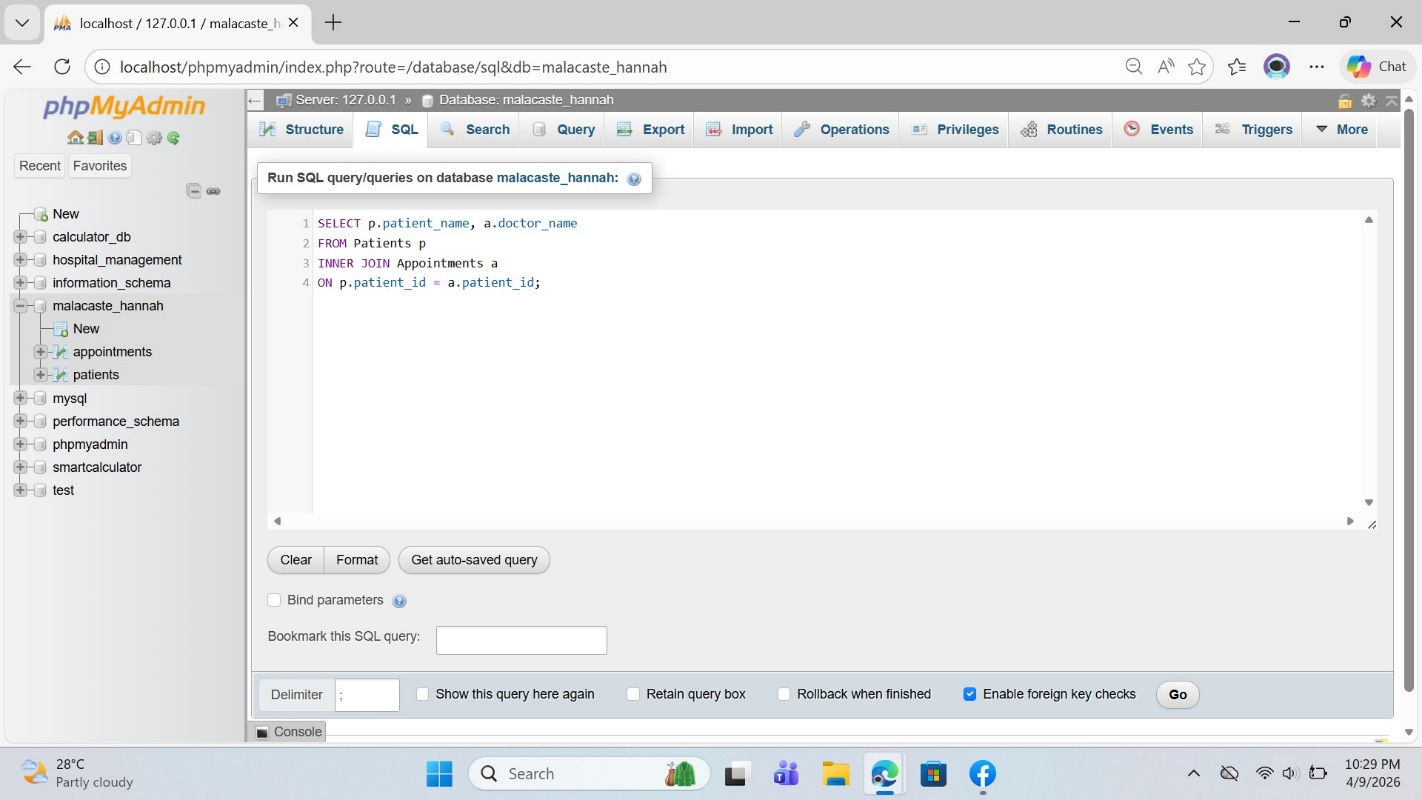 localhost / 127.0.0.1 / malacaste_h
localhost/phpmyadmin/index.php?route=/database/sql&db=malacaste_hannah
Chat
phpMyAdmin
Recent
Favorites
New
calculator_db
hospital_management
information_schema
malacaste_hannah
New
appointments
patients
mysql
performance_schema
phpmyadmin
smartcalculator
test
Server: 127.0.0.1 » Database: malacaste_hannah
Structure
SQL
Search
Query
Export
Import
Operations
Privileges
Routines
Events
Triggers
More
Run SQL query/queries on database malacaste_hannah:
1 SELECT p.patient_name, a.doctor_name
2 FROM Patients p
3 INNER JOIN Appointments a
4 ON p.patient_id = a.patient_id;
Clear
Format
Get auto-saved query
Bind parameters
Bookmark this SQL query:
Delimiter ;
Show this query here again
Retain query box
Rollback when finished
Enable foreign key checks
Go
Console
28°C
Partly cloudy
Search
10:29 PM
4/9/2026